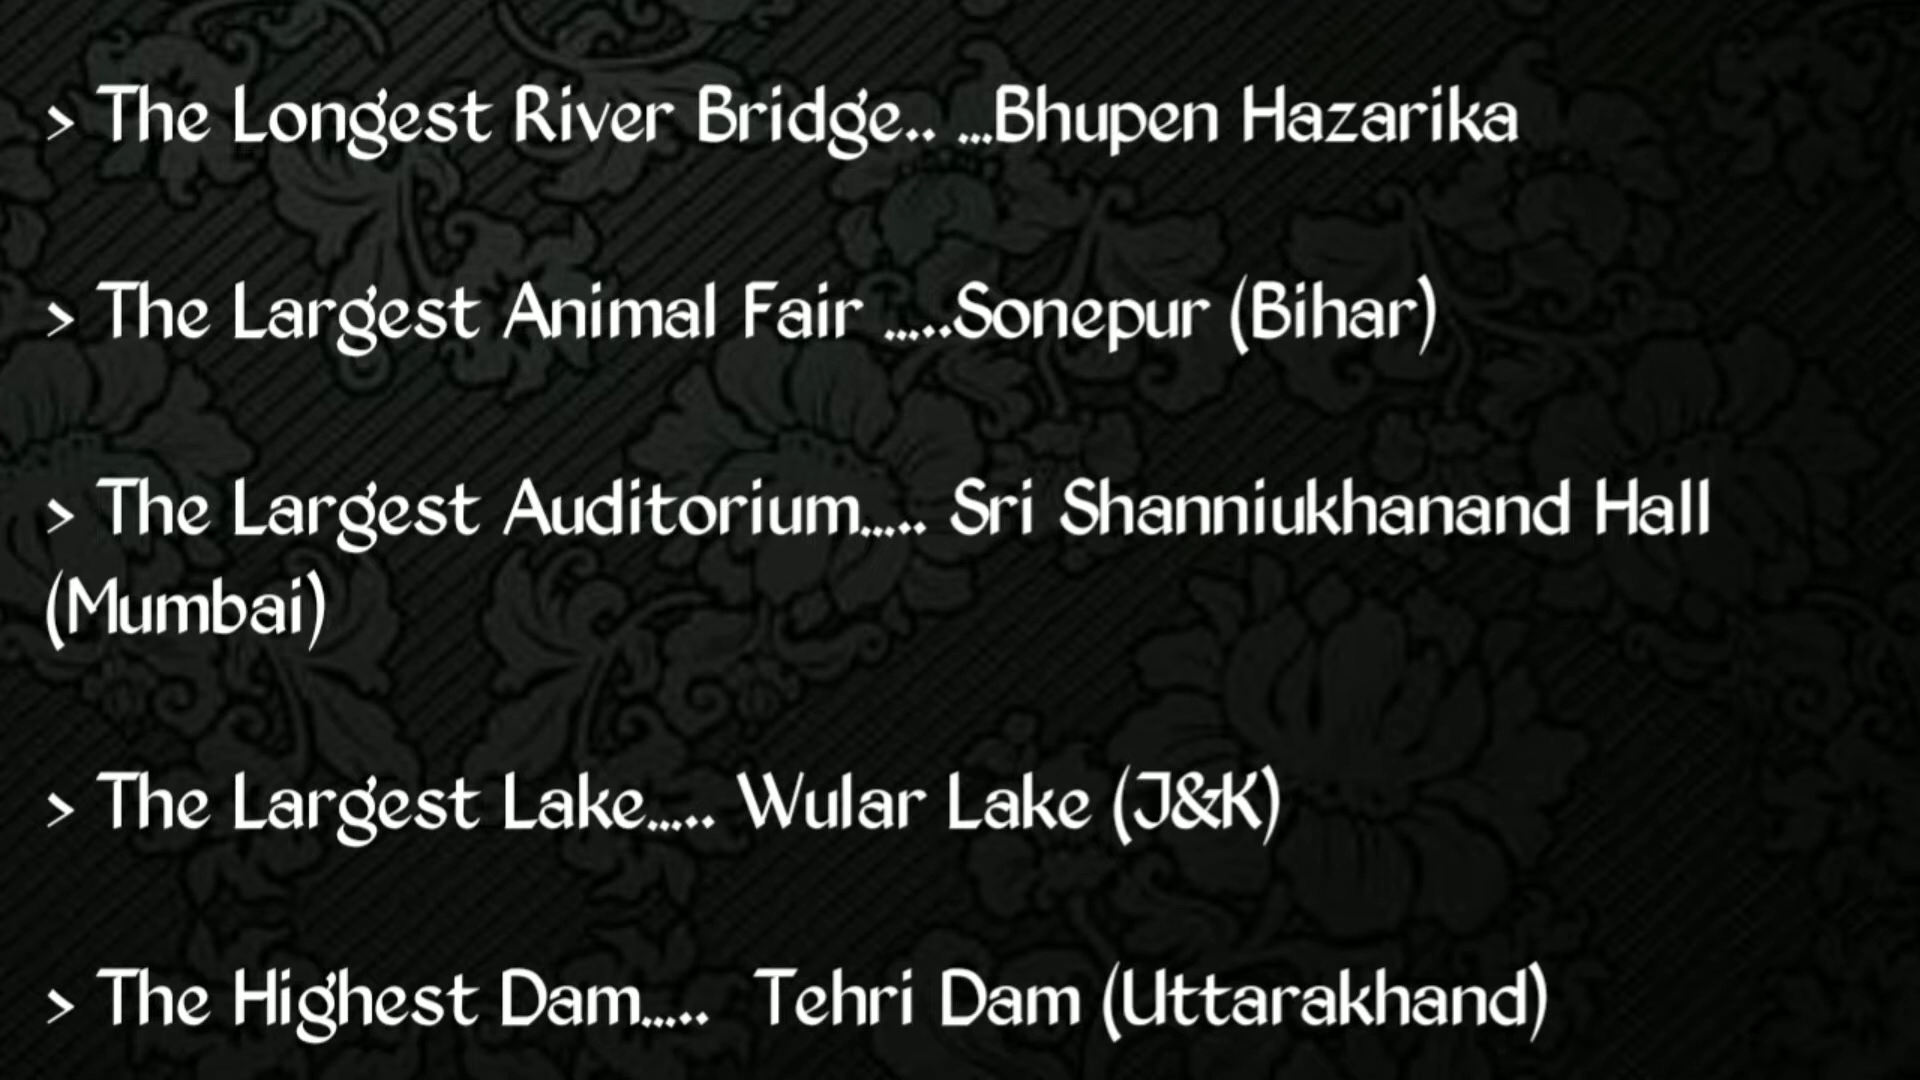 > The Longest River Bridge.. ...Bhupen Hazarika
> The Largest Animal Fair .....Sonepur (Bihar)
> The Largest Auditorium..... Sri Shanniukhanand Hall
(Mumbai)
> The Largest Lake..... Wular Lake (J&K)
> The Highest Dam..... Tehri Dam (Uttarakhand)